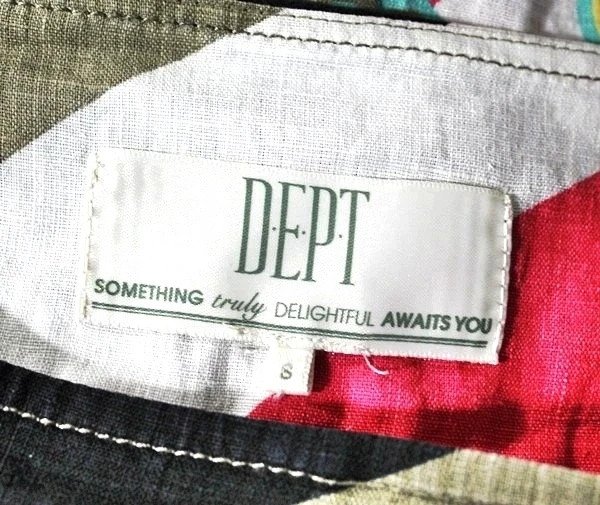 D·E·P·T
SOMETHING truly DELIGHTFUL AWAITS YOU
S